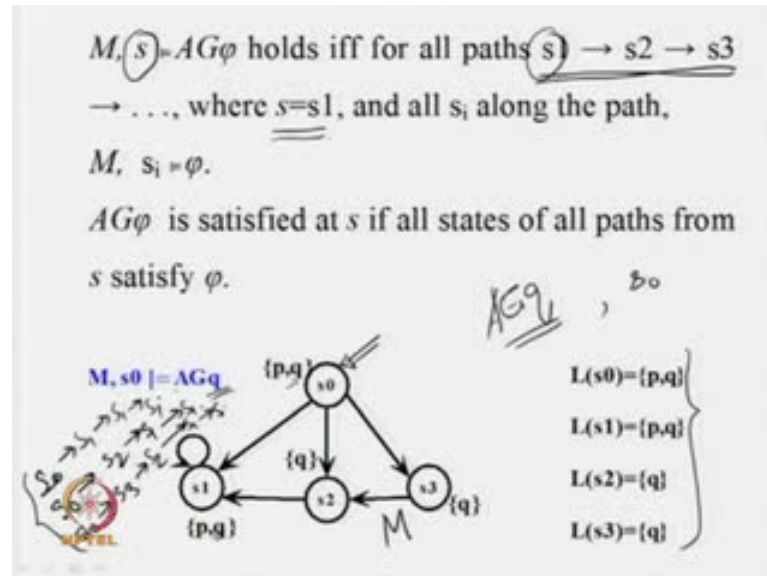 M, s ⊨ AGφ holds iff for all paths s1 → s2 → s3
→ . . ., where s=s1, and all si along the path,
M, si ⊨ φ.
AGφ is satisfied at s if all states of all paths from
s satisfy φ.
AGq , s0
M, s0 |= AGq
{p,q}
s0
L(s0)={p,q}
L(s1)={p,q}
{q}
s1
s2
s3
{q}
L(s2)={q}
{p,q}
M
L(s3)={q}